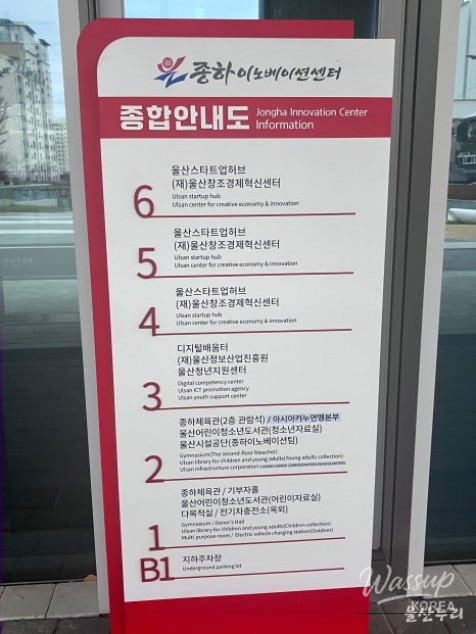 종하이노베이션센터
종합안내도 Jongha Innovation Center Information
6
울산스타트업허브
(재)울산창조경제혁신센터
Ulsan startup hub
Ulsan center for creative economy & innovation
5
울산스타트업허브
(재)울산창조경제혁신센터
Ulsan startup hub
Ulsan center for creative economy & innovation
4
울산스타트업허브
(재)울산창조경제혁신센터
Ulsan startup hub
Ulsan center for creative economy & innovation
3
디지털배움터
(재)울산정보산업진흥원
울산청년지원센터
Digital competency center
Ulsan ICT promotion agency
Ulsan youth support center
2
종하체육관(2층 관람석) / 아시아카누연맹본부
울산어린이청소년도서관(청소년자료실)
울산시설공단(종하이노베이션팀)
Gymnasium(The second-floor bleacher)
Ulsan library for children and young adults(Young adults collection)
Ulsan infrastructure corporation
1
종하체육관 / 기부자홀
울산어린이청소년도서관(어린이자료실)
다목적실 / 전기차충전소(옥외)
Gymnasium / Donor's Hall
Ulsan library for children and young adults(Children collection)
Multi purpose room / Electric vehicle charging station(Outdoor)
B1
지하주차장
Underground parking lot
Wassup
KOREA
울산누리